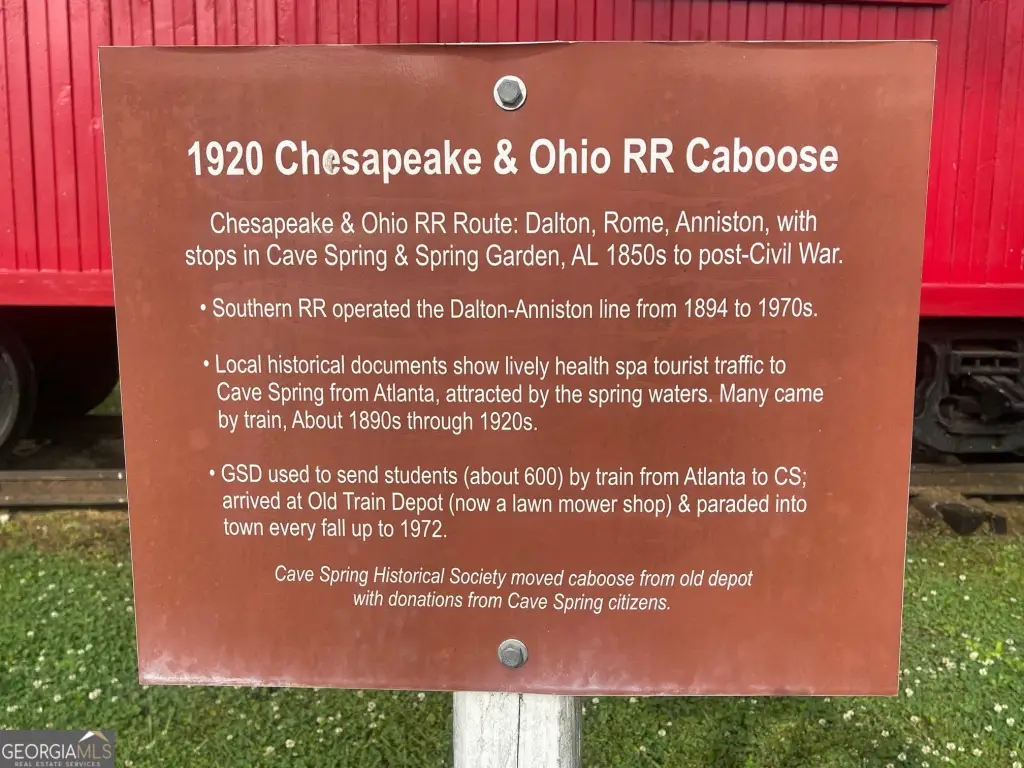 1920 Chesapeake & Ohio RR Caboose
Chesapeake & Ohio RR Route: Dalton, Rome, Anniston, with
stops in Cave Spring & Spring Garden, AL 1850s to post-Civil War.
• Southern RR operated the Dalton-Anniston line from 1894 to 1970s.
• Local historical documents show lively health spa tourist traffic to
Cave Spring from Atlanta, attracted by the spring waters. Many came
by train, About 1890s through 1920s.
• GSD used to send students (about 600) by train from Atlanta to CS;
arrived at Old Train Depot (now a lawn mower shop) & paraded into
town every fall up to 1972.
Cave Spring Historical Society moved caboose from old depot
with donations from Cave Spring citizens.
GEORGIAMLS
REAL ESTATE SERVICES